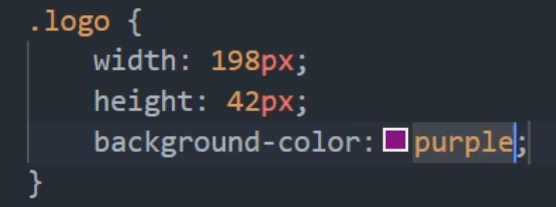 .logo {
    width: 198px;
    height: 42px;
    background-color: purple;
}